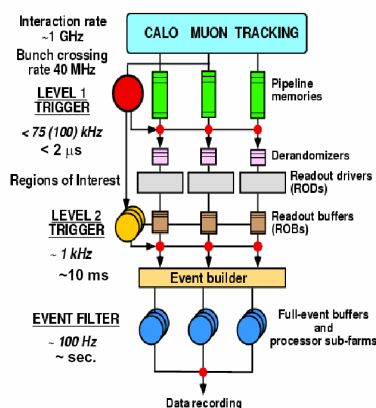 Interaction rate
~1 GHz
CALO MUON TRACKING
Bunch crossing
rate 40 MHz
LEVEL 1
TRIGGER
Pipeline
memories
< 75 (100) kHz
< 2 μs
Derandomizers
Regions of Interest
Readout drivers
(RODs)
LEVEL 2
TRIGGER
Readout buffers
(ROBs)
~ 1 kHz
~10 ms
Event builder
EVENT FILTER
~ 100 Hz
~ sec.
Full-event buffers
and
processor sub-farms
Data recording